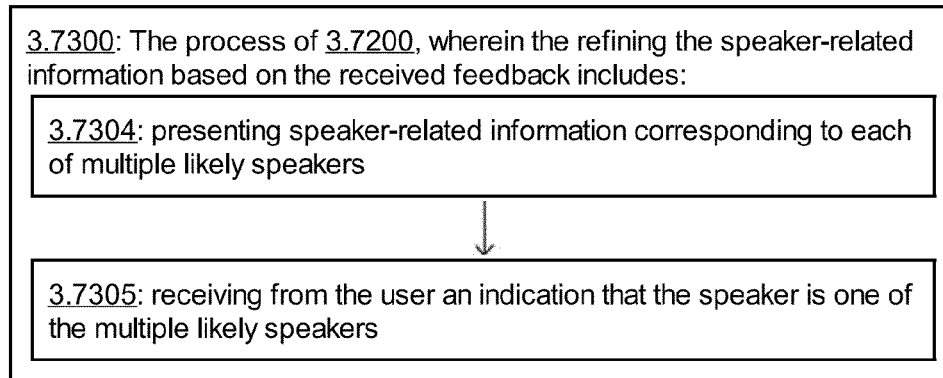 3.7300: The process of 3.7200, wherein the refining the speaker-related
information based on the received feedback includes:
3.7304: presenting speaker-related information corresponding to each
of multiple likely speakers
3.7305: receiving from the user an indication that the speaker is one of
the multiple likely speakers